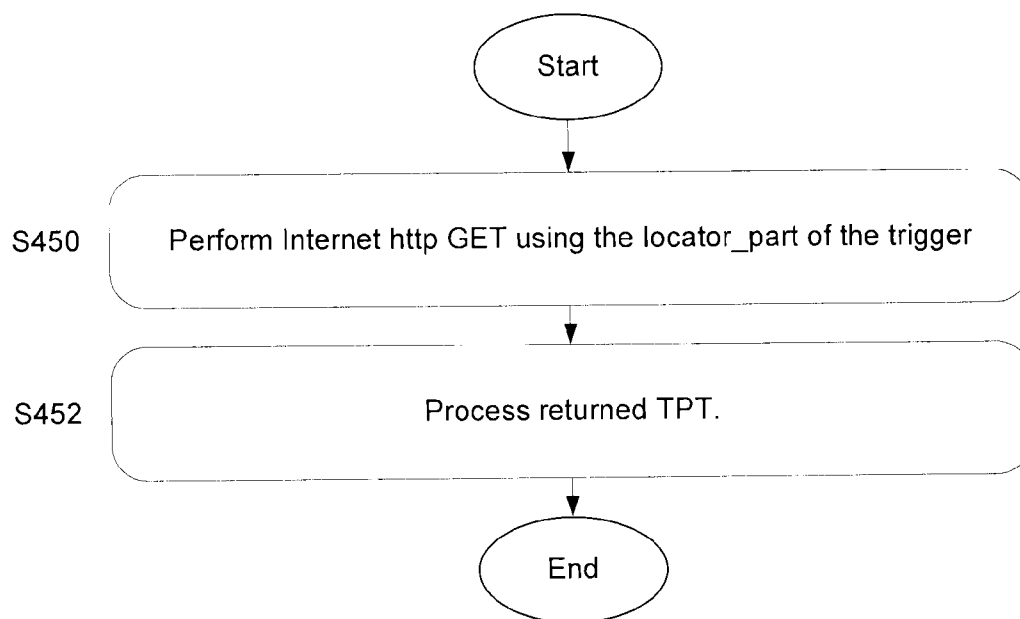 Start
S450
Perform Internet http GET using the locator_part of the trigger
S452
Process returned TPT.
End